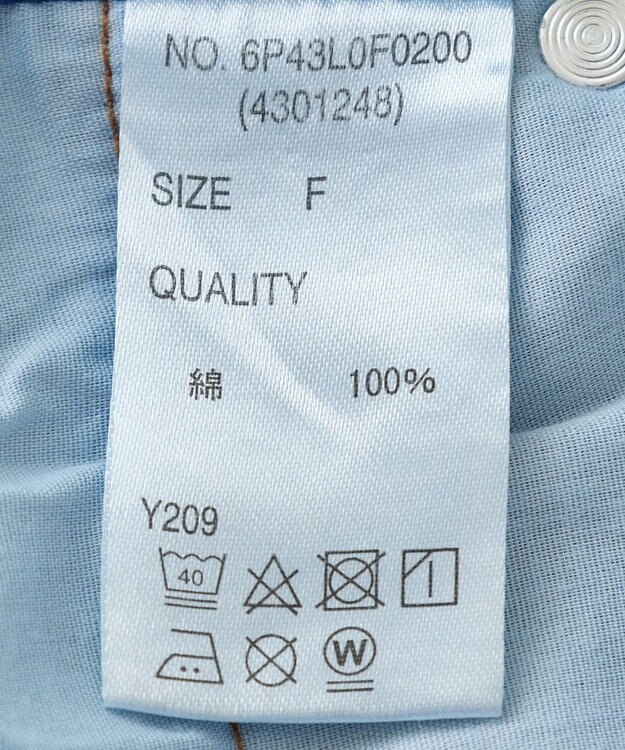 NO. 6P43L0F0200
(4301248)
SIZE F
QUALITY
綿 100%
Y209
40
W